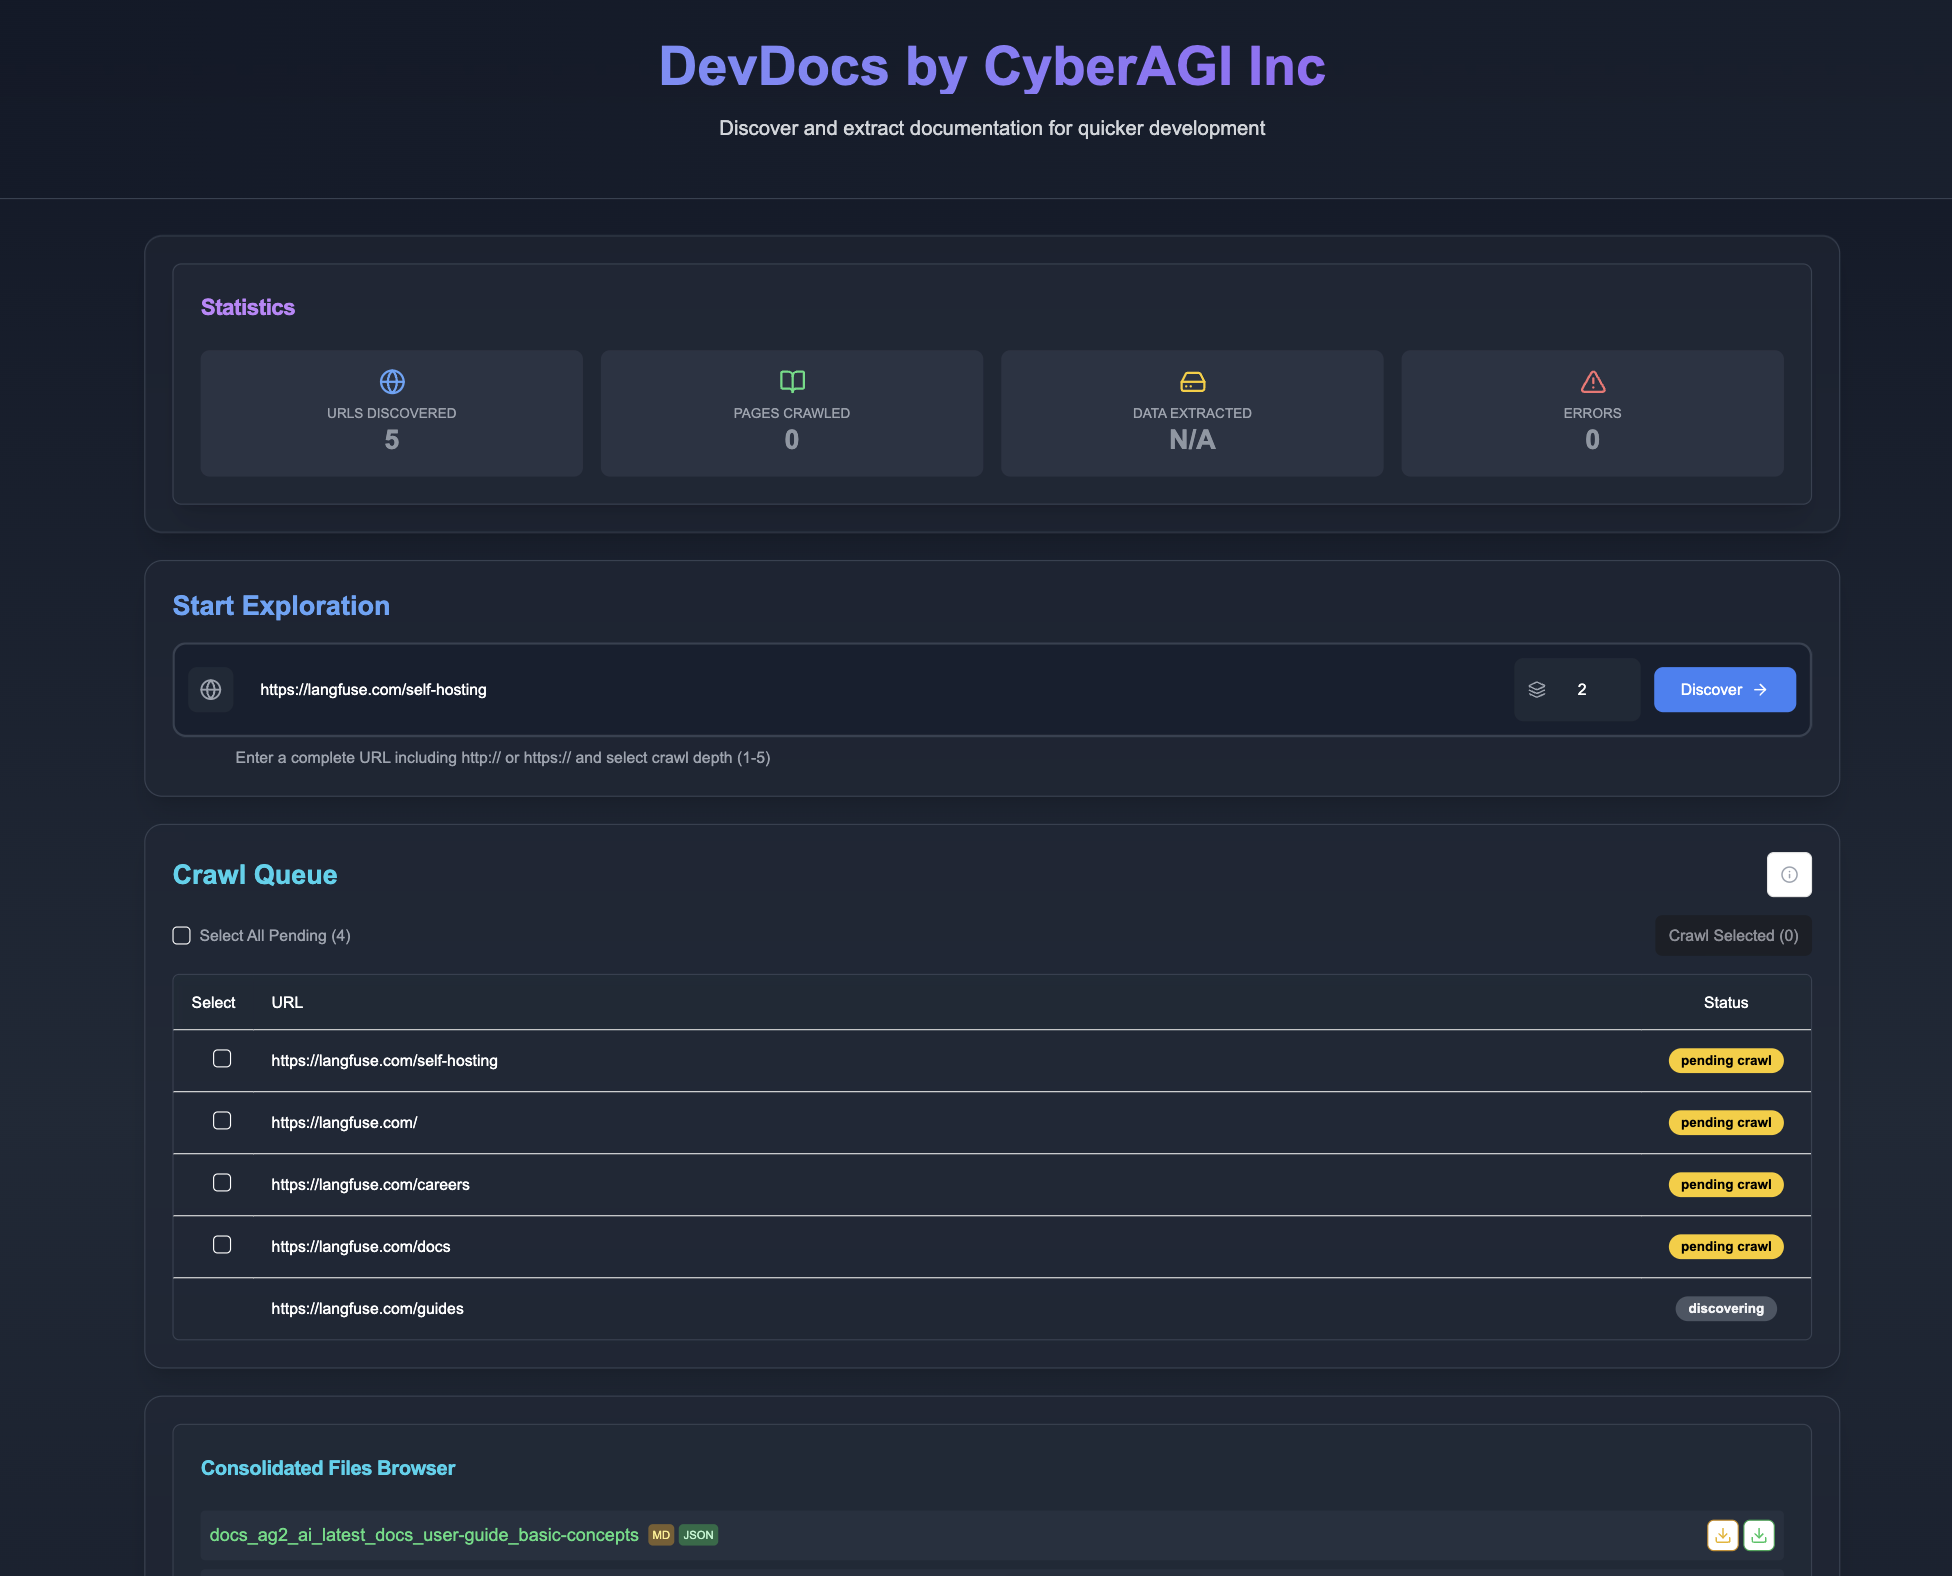 DevDocs by CyberAGI Inc
Discover and extract documentation for quicker development
Statistics
URLS DISCOVERED
5
PAGES CRAWLED
0
DATA EXTRACTED
N/A
ERRORS
0
Start Exploration
https://langfuse.com/self-hosting
2
Discover
Enter a complete URL including http:// or https:// and select crawl depth (1-5)
Crawl Queue
Select All Pending (4)
Crawl Selected (0)
Select URL Status
https://langfuse.com/self-hosting pending crawl
https://langfuse.com/ pending crawl
https://langfuse.com/careers pending crawl
https://langfuse.com/docs pending crawl
https://langfuse.com/guides discovering
Consolidated Files Browser
docs_ag2_ai_latest_docs_user-guide_basic-concepts MD JSON